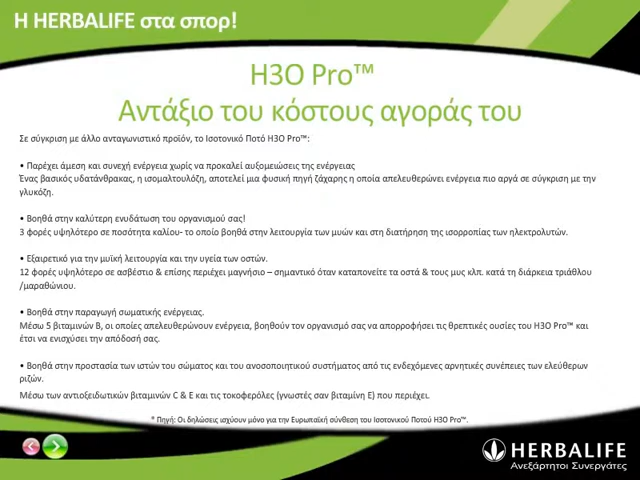 Η HERBALIFE στα σπορ!
H3O Pro™
Αντάξιο του κόστους αγοράς του
Σε σύγκριση με άλλο ανταγωνιστικό προϊόν, το Ισοτονικό Ποτό H3O Pro™:
• Παρέχει άμεση και συνεχή ενέργεια χωρίς να προκαλεί αυξομειώσεις της ενέργειας
Ένας βασικός υδατάνθρακας, η ισομαλτουλόζη, αποτελεί μια φυσική πηγή ζάχαρης η οποία απελευθερώνει ενέργεια πιο αργά σε σύγκριση με την
γλυκόζη.
• Βοηθά στην καλύτερη ενυδάτωση του οργανισμού σας!
3 φορές υψηλότερο σε ποσότητα καλίου- το οποίο βοηθά στην λειτουργία των μυών και στη διατήρηση της ισορροπίας των ηλεκτρολυτών.
• Εξαιρετικό για την μυϊκή λειτουργία και την υγεία των οστών.
12 φορές υψηλότερο σε ασβέστιο & επίσης περιέχει μαγνήσιο – σημαντικό όταν καταπονείτε τα οστά & τους μυς κλπ. κατά τη διάρκεια τριάθλου
/μαραθώνιου.
• Βοηθά στην παραγωγή σωματικής ενέργειας.
Μέσω 5 βιταμινών Β, οι οποίες απελευθερώνουν ενέργεια, βοηθούν τον οργανισμό σας να απορροφήσει τις θρεπτικές ουσίες του H3O Pro™ και
έτσι να ενισχύσει την απόδοσή σας.
• Βοηθά στην προστασία των ιστών του σώματος και του ανοσοποιητικού συστήματος από τις ενδεχόμενες αρνητικές συνέπειες των ελεύθερων
ριζών.
Μέσω των αντιοξειδωτικών βιταμινών C & E και τις τοκοφερόλες (γνωστές σαν βιταμίνη Ε) που περιέχει.
* Πηγή: Οι δηλώσεις ισχύουν μόνο για την Ευρωπαϊκή σύνθεση του Ισοτονικού Ποτού H3O Pro™.
HERBALIFE
Ανεξάρτητοι Συνεργάτες